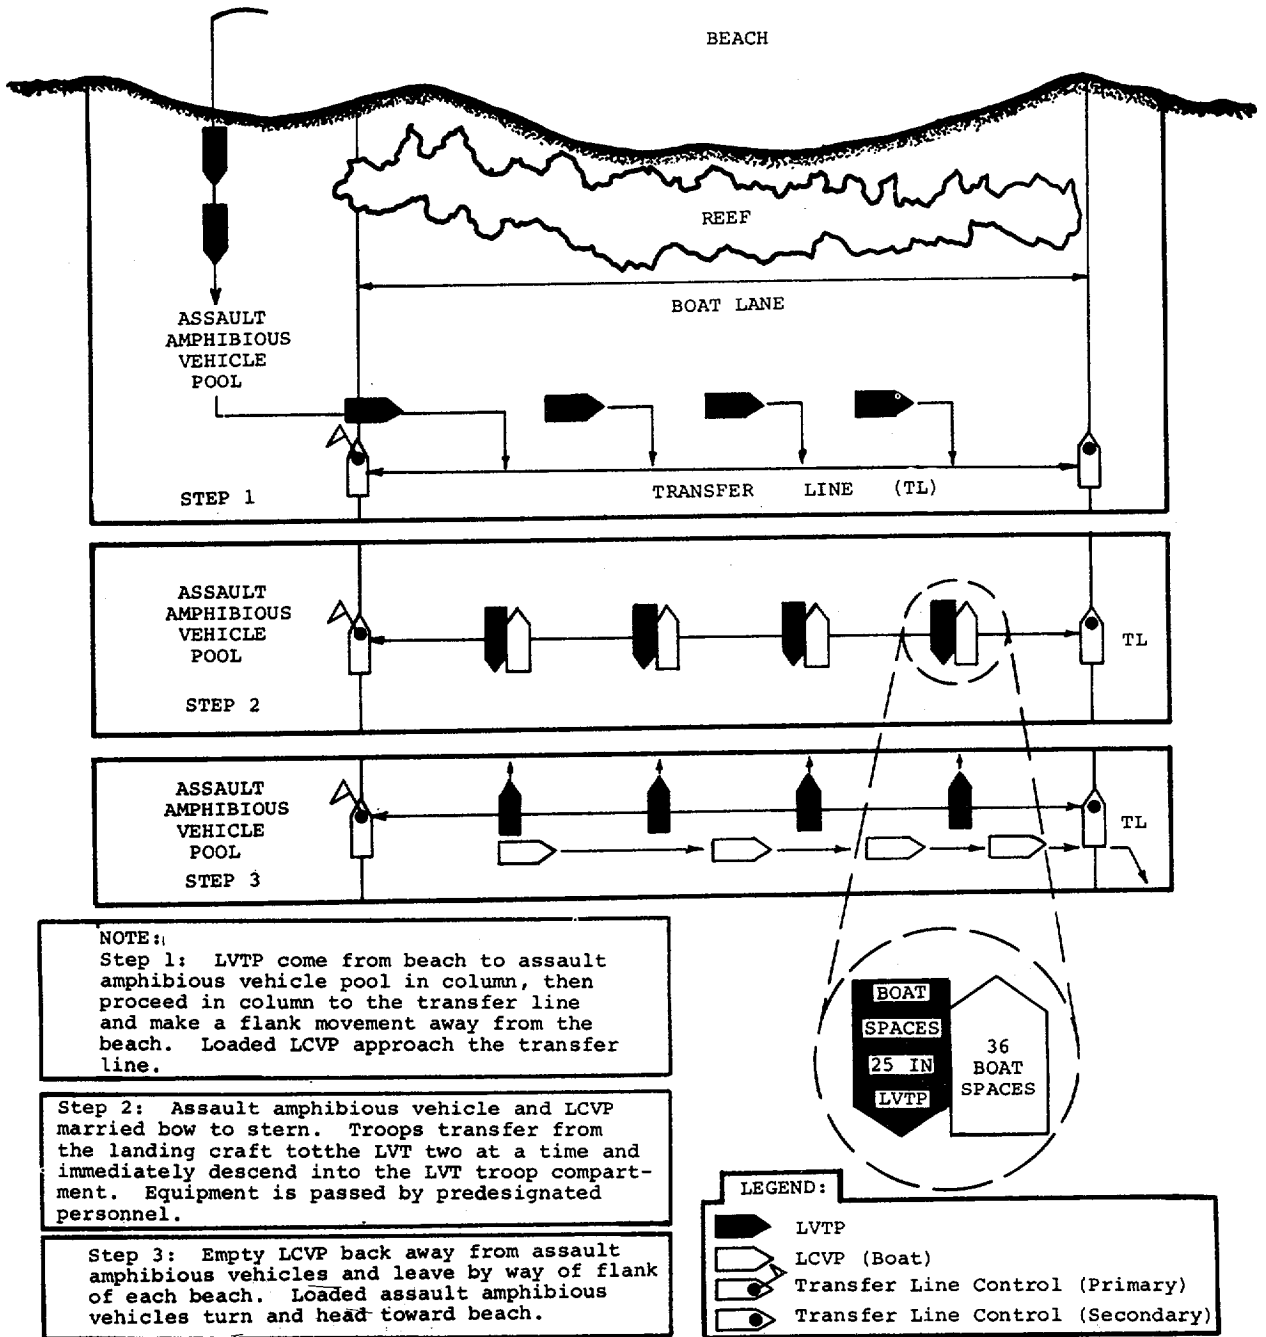 BEACH
REEF
BOAT LANE
ASSAULT
AMPHIBIOUS
VEHICLE
POOL
STEP 1
TRANSFER LINE (TL)
ASSAULT
AMPHIBIOUS
VEHICLE
POOL
STEP 2
TL
ASSAULT
AMPHIBIOUS
VEHICLE
POOL
STEP 3
TL
NOTE:
Step 1: LVTP come from beach to assault
amphibious vehicle pool in column, then
proceed in column to the transfer line
and make a flank movement away from the
beach. Loaded LCVP approach the transfer
line.
Step 2: Assault amphibious vehicle and LCVP
married bow to stern. Troops transfer from
the landing craft totthe LVT two at a time and
immediately descend into the LVT troop compart-
ment. Equipment is passed by predesignated
personnel.
Step 3: Empty LCVP back away from assault
amphibious vehicles and leave by way of flank
of each beach. Loaded assault amphibious
vehicles turn and head toward beach.
BOAT
SPACES
25 IN
LVTP
36
BOAT
SPACES
LEGEND:
LVTP
LCVP (Boat)
Transfer Line Control (Primary)
Transfer Line Control (Secondary)